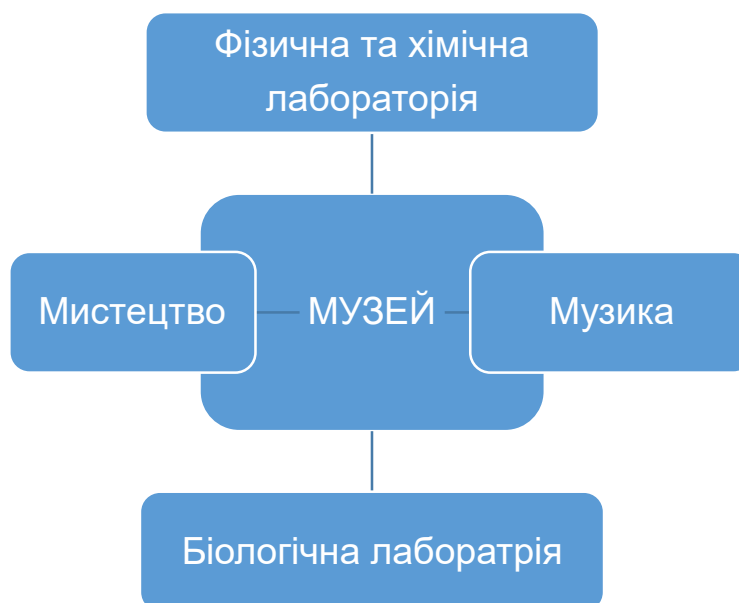 Фізична та хімічна
лабораторія
Мистецтво
МУЗЕЙ
Музика
Біологічна лаборатрія